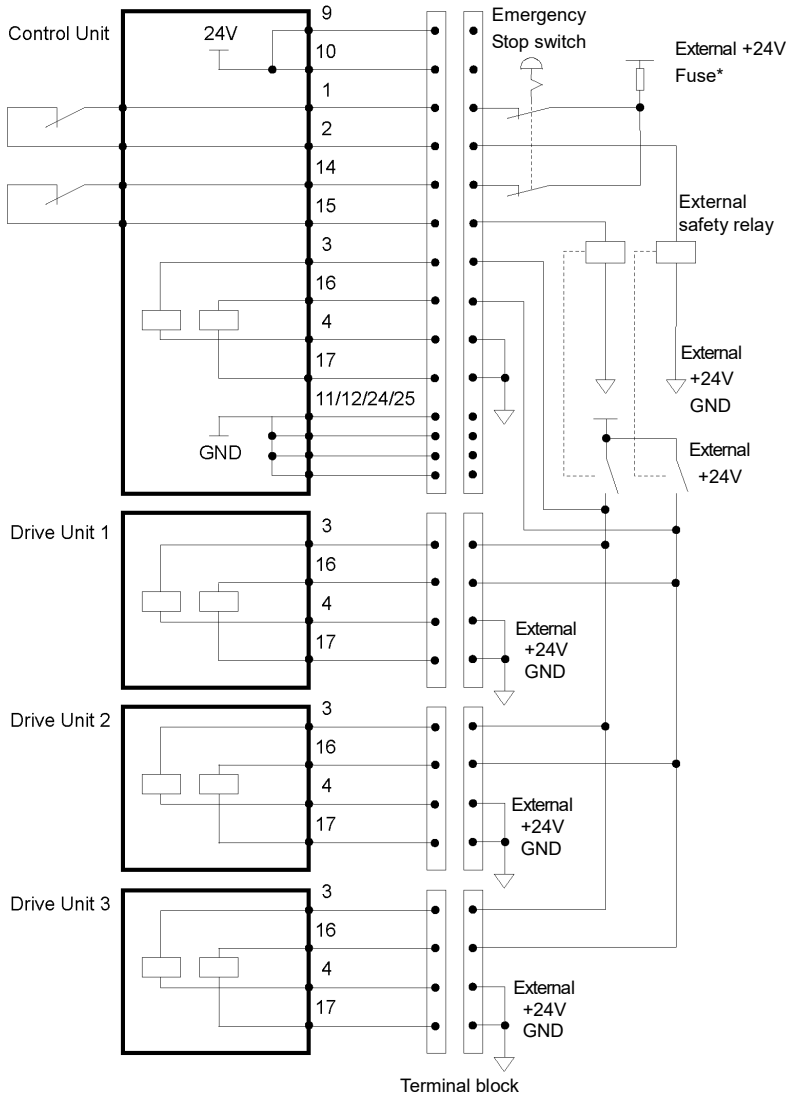 Control Unit
24V
9
10
1
2
14
15
3
16
4
17
11/12/24/25
GND
Emergency
Stop switch
External +24V
Fuse*
External
safety relay
External
+24V
GND
External
+24V
Drive Unit 1
3
16
4
17
External
+24V
GND
Drive Unit 2
3
16
4
17
External
+24V
GND
Drive Unit 3
3
16
4
17
External
+24V
GND
Terminal block